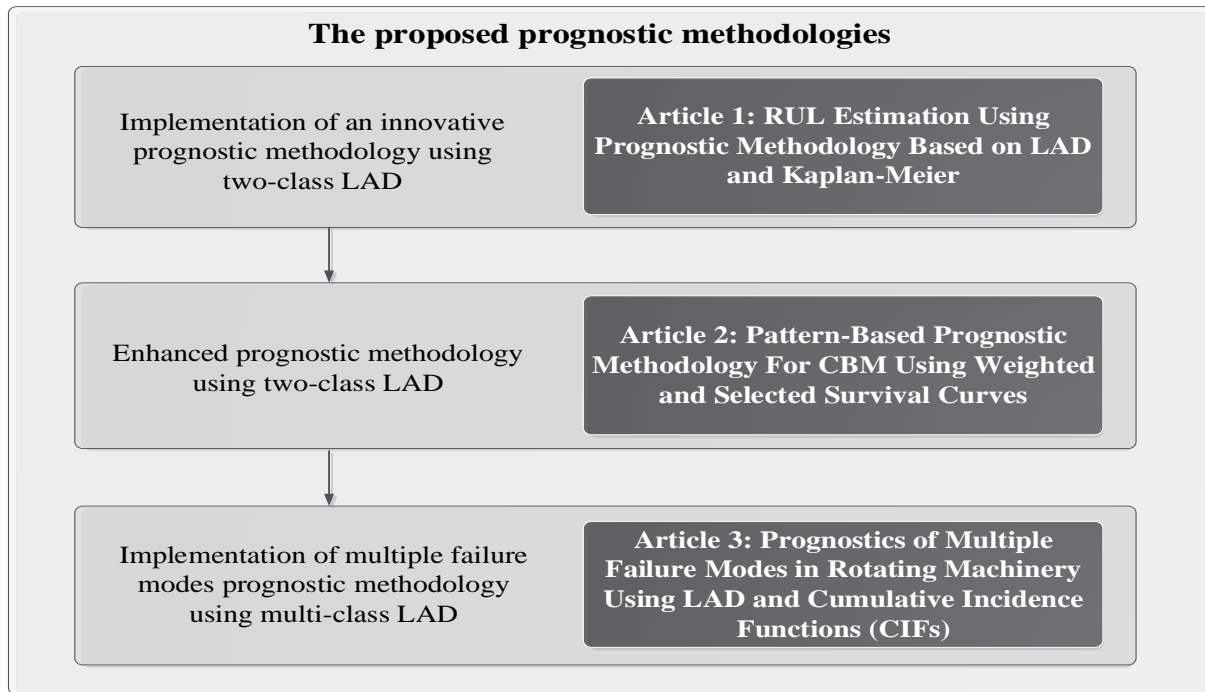 The proposed prognostic methodologies
Implementation of an innovative
prognostic methodology using
two-class LAD
Article 1: RUL Estimation Using
Prognostic Methodology Based on LAD
and Kaplan-Meier
Enhanced prognostic methodology
using two-class LAD
Article 2: Pattern-Based Prognostic
Methodology For CBM Using Weighted
and Selected Survival Curves
Implementation of multiple failure
modes prognostic methodology
using multi-class LAD
Article 3: Prognostics of Multiple
Failure Modes in Rotating Machinery
Using LAD and Cumulative Incidence
Functions (CIFs)